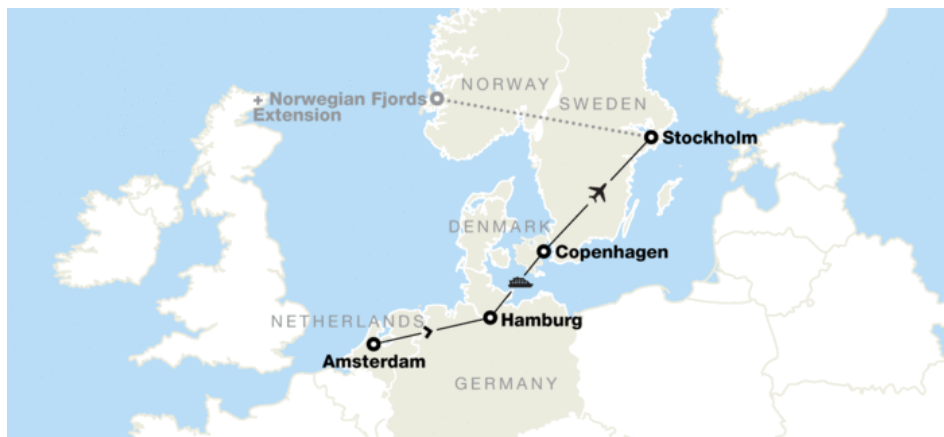 NORWAY
+ Norwegian Fjords
Extension
SWEDEN
Stockholm
DENMARK
Copenhagen
NETHERLANDS
Hamburg
Amsterdam
GERMANY